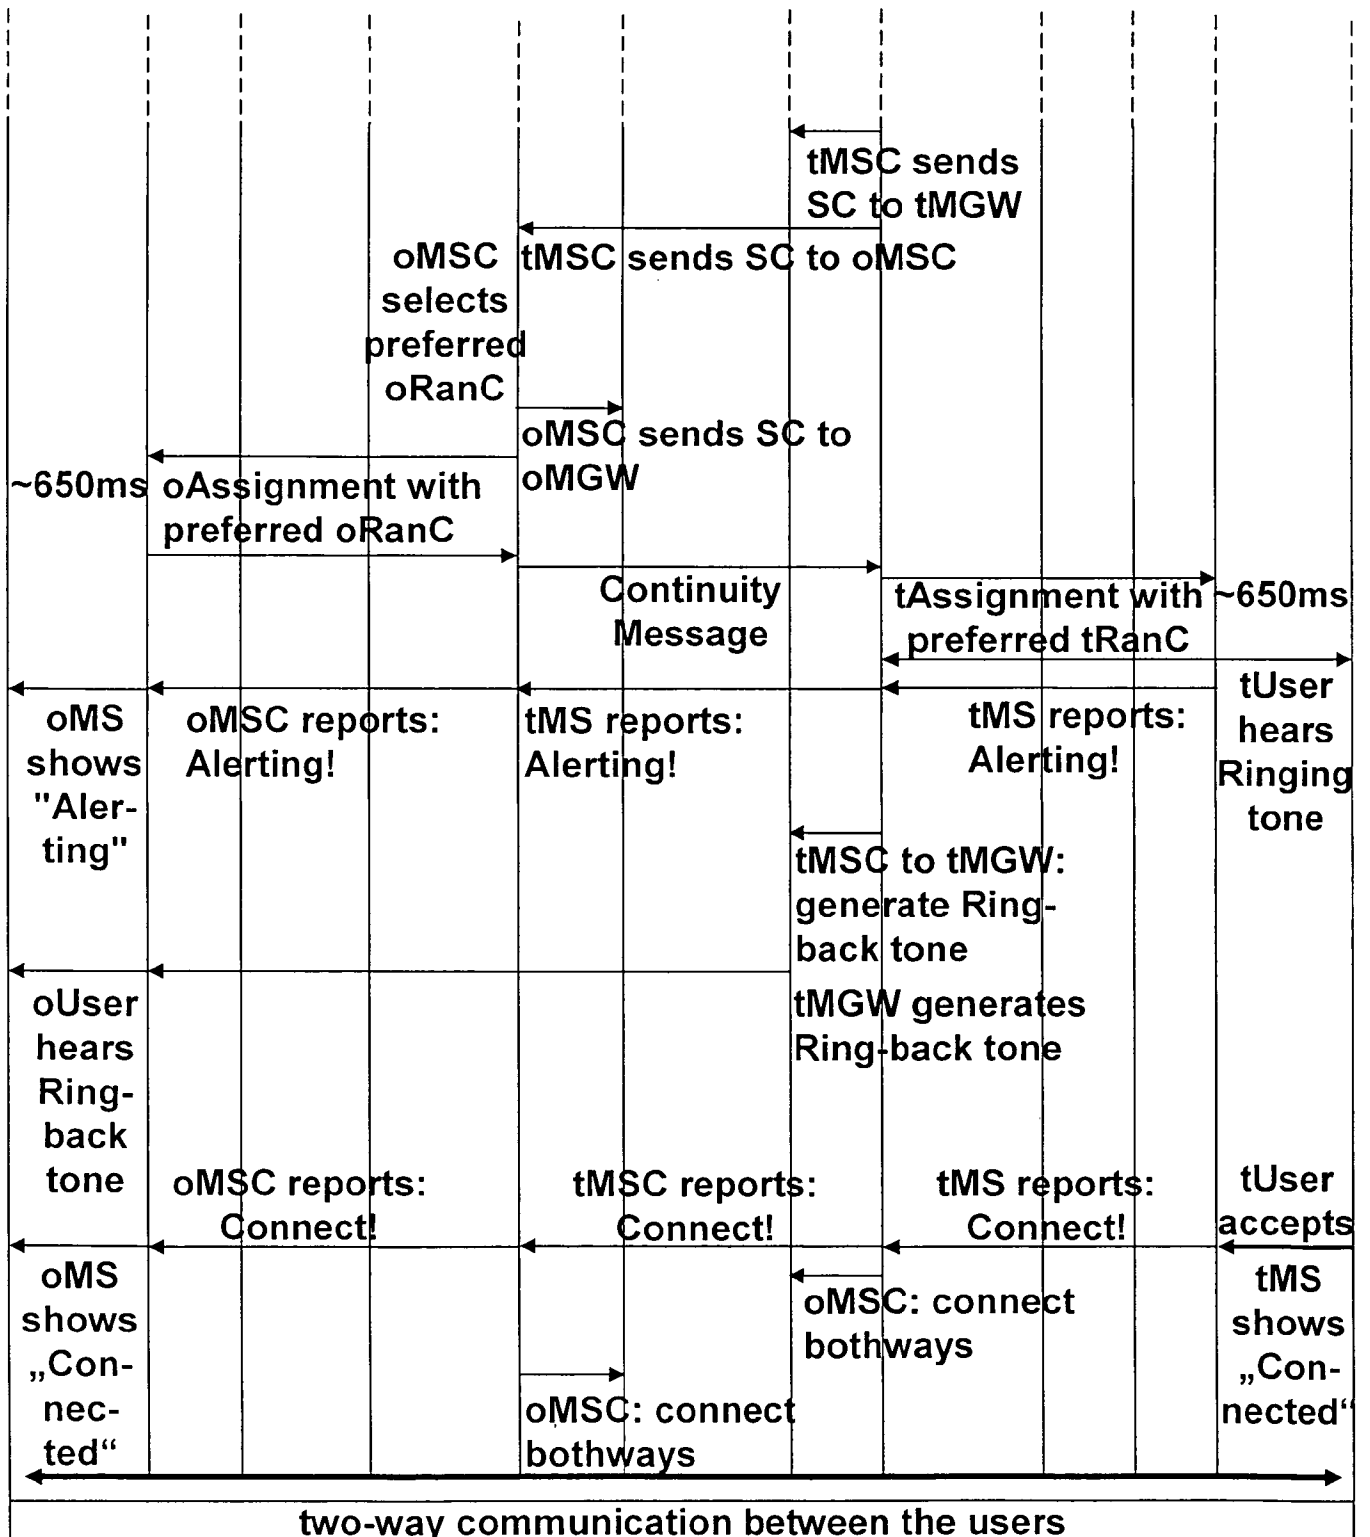 tMSC sends
SC to tMGW
tMSC sends SC to oMSC
oMSC
selects
preferred
oRanC
oMSC sends SC to
oMGW
~650ms
oAssignment with
preferred oRanC
Continuity
Message
tAssignment with
preferred tRanC
~650ms
oMS
shows
"Aler-
ting"
oMSC reports:
Alerting!
tMS reports:
Alerting!
tMS reports:
Alerting!
tUser
hears
Ringing
tone
tMSC to tMGW:
generate Ring-
back tone
oUser
hears
Ring-
back
tone
tMGW generates
Ring-back tone
oMSC reports:
Connect!
tMSC reports:
Connect!
tMS reports:
Connect!
tUser
accepts
oMS
shows
„Con-
nec-
ted“
oMSC: connect
bothways
tMS
shows
„Con-
nected“
oMSC: connect
bothways
two-way communication between the users